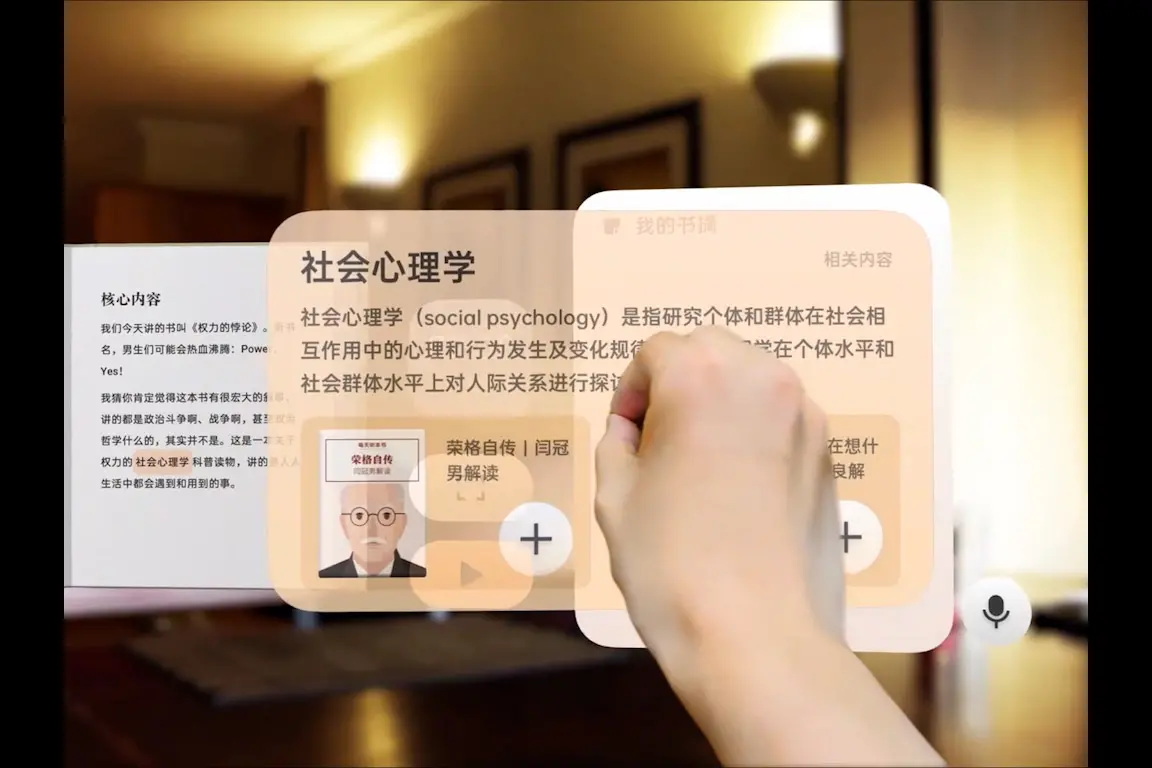 核心内容
我们今天讲的书叫《权力的悖论》。
名，男生们可能会热血沸腾：Power
Yes！
我猜你肯定觉得这本书有很宏大的
讲的都是政治斗争啊、战争啊，甚至政治
哲学什么的，其实并不是。这是一本关于
权力的 社会心理学 科普读物，讲的是人人
生活中都会遇到和用到的事。
我的书摘
社会心理学
相关内容
社会心理学（social psychology）是指研究个体和群体在社会相
互作用中的心理和行为发生及变化规律 学在个体水平和
社会群体水平上对人际关系进行探讨
荣格自传
闫冠男解读
荣格自传 | 闫冠
男解读
在想什
良解